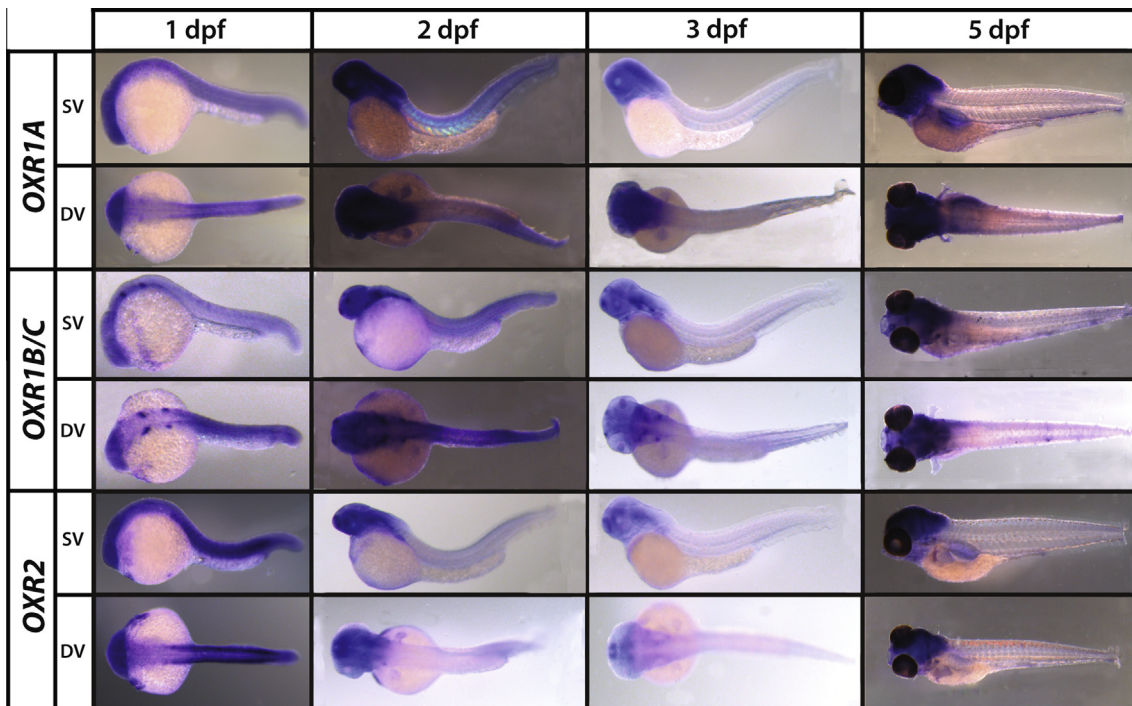 1 dpf 2 dpf 3 dpf 5 dpf
OXR1A
SV
DV
OXR1B/C
SV
DV
OXR2
SV
DV